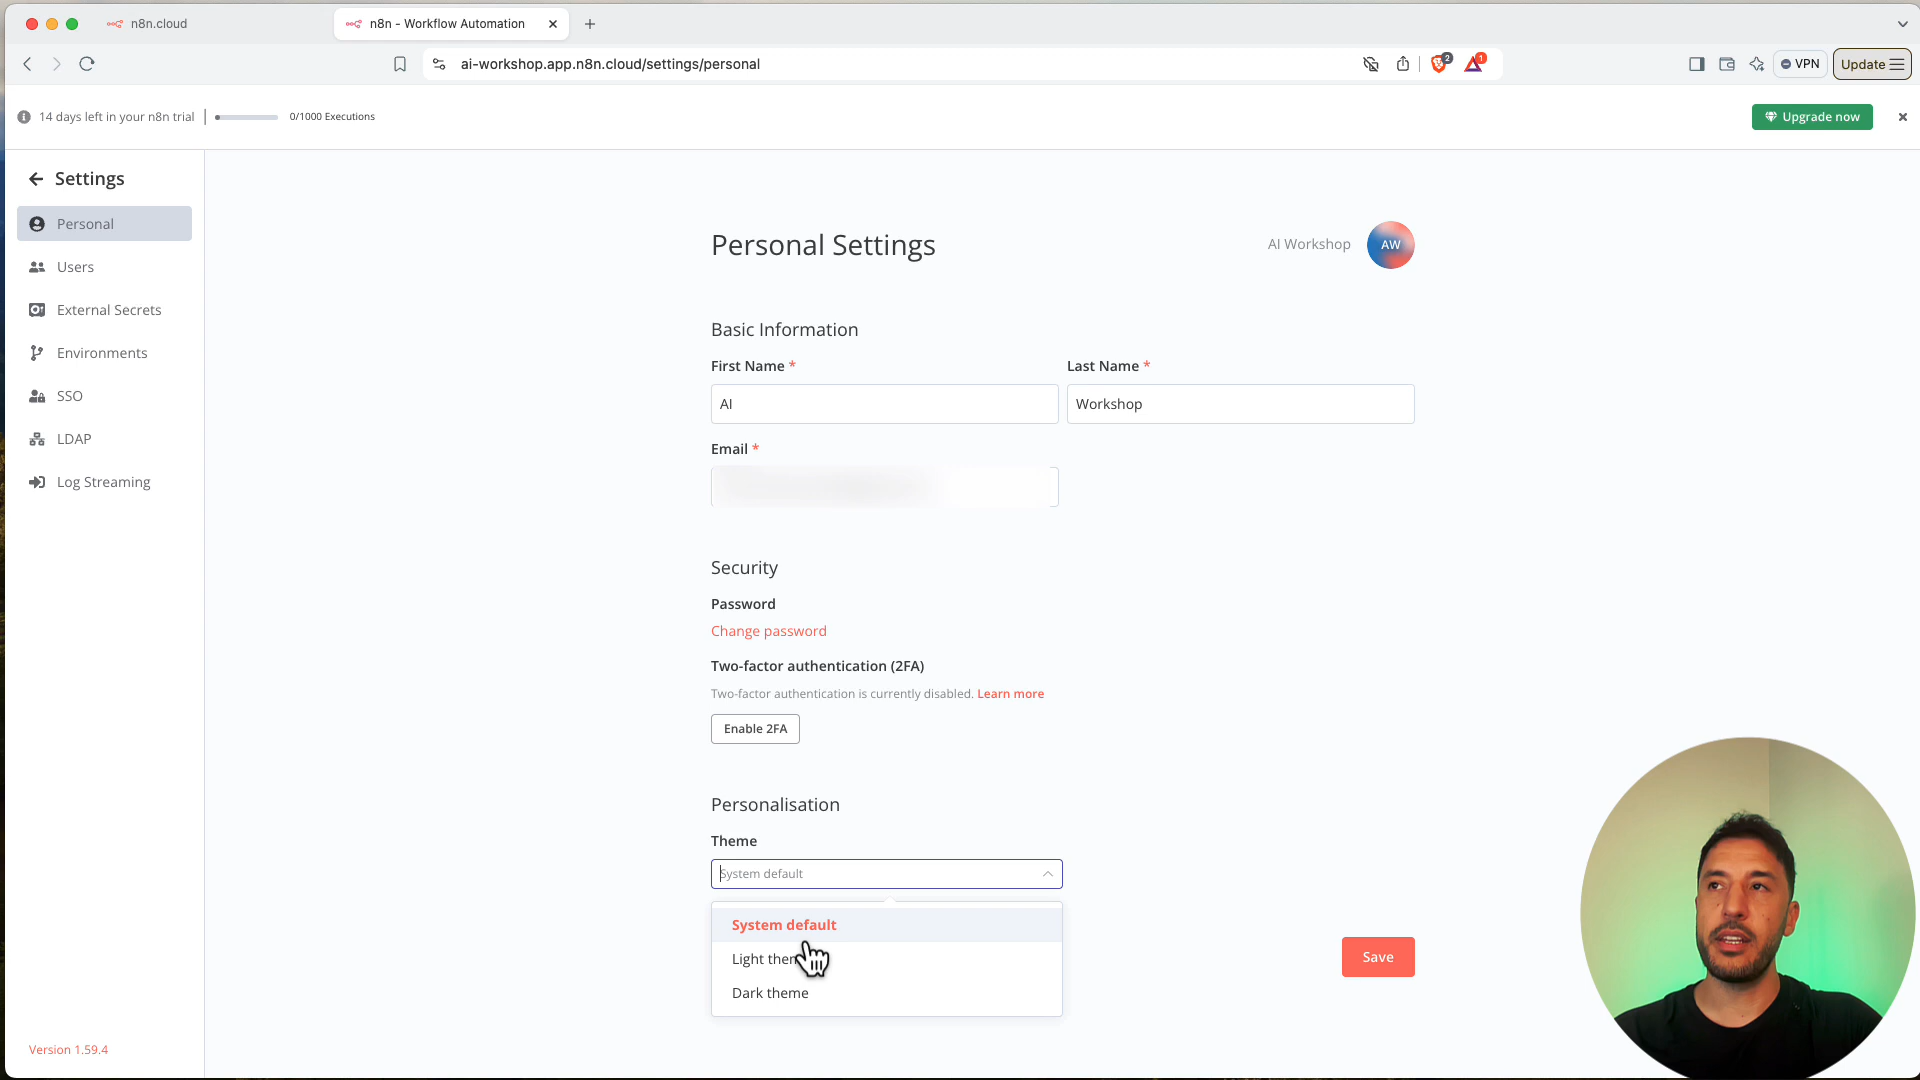 n8n.cloud
n8n - Workflow Automation
ai-workshop.app.n8n.cloud/settings/personal
2
1
VPN
Update
14 days left in your n8n trial
0/1000 Executions
Upgrade now
Settings
Personal
Users
External Secrets
Environments
SSO
LDAP
Log Streaming
Version 1.59.4
Personal Settings
AI Workshop
AW
Basic Information
First Name *
Last Name *
AI
Workshop
Email *
Security
Password
Change password
Two-factor authentication (2FA)
Two-factor authentication is currently disabled. Learn more
Enable 2FA
Personalisation
Theme
System default
System default
Light them
Dark theme
Save